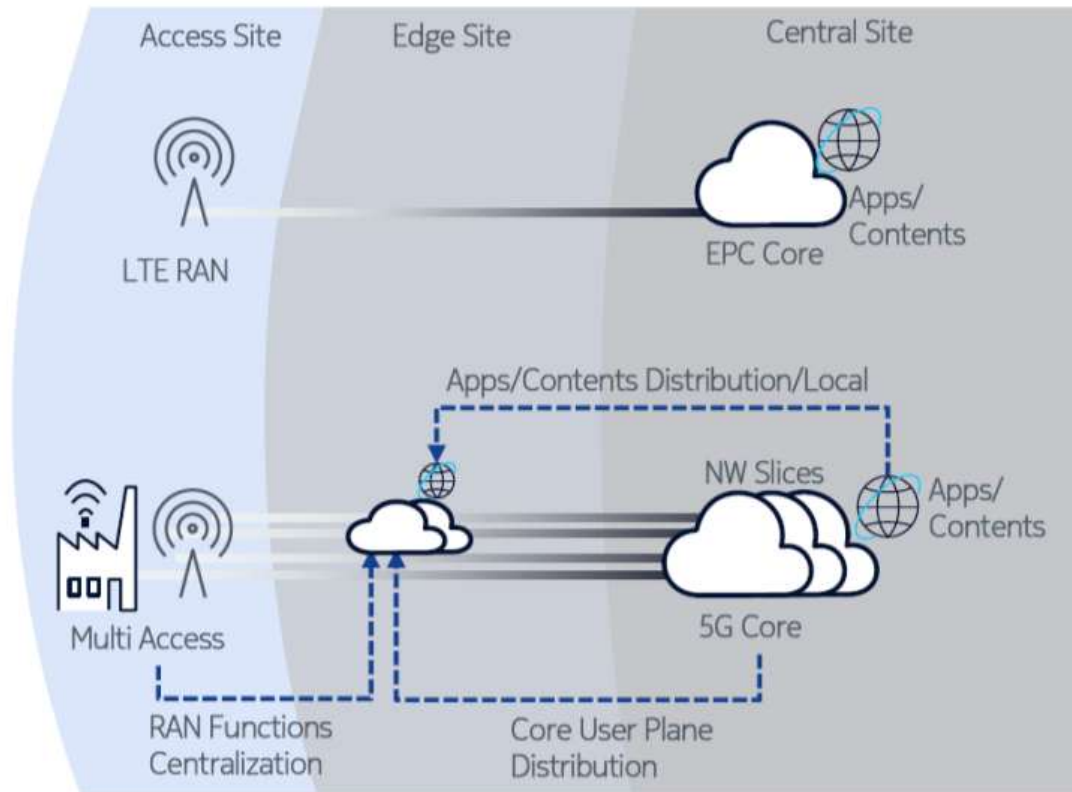 Access Site
Edge Site
Central Site
LTE RAN
EPC Core
Apps/
Contents
Apps/Contents Distribution/Local
NW Slices
Apps/
Contents
Multi Access
5G Core
RAN Functions
Centralization
Core User Plane
Distribution